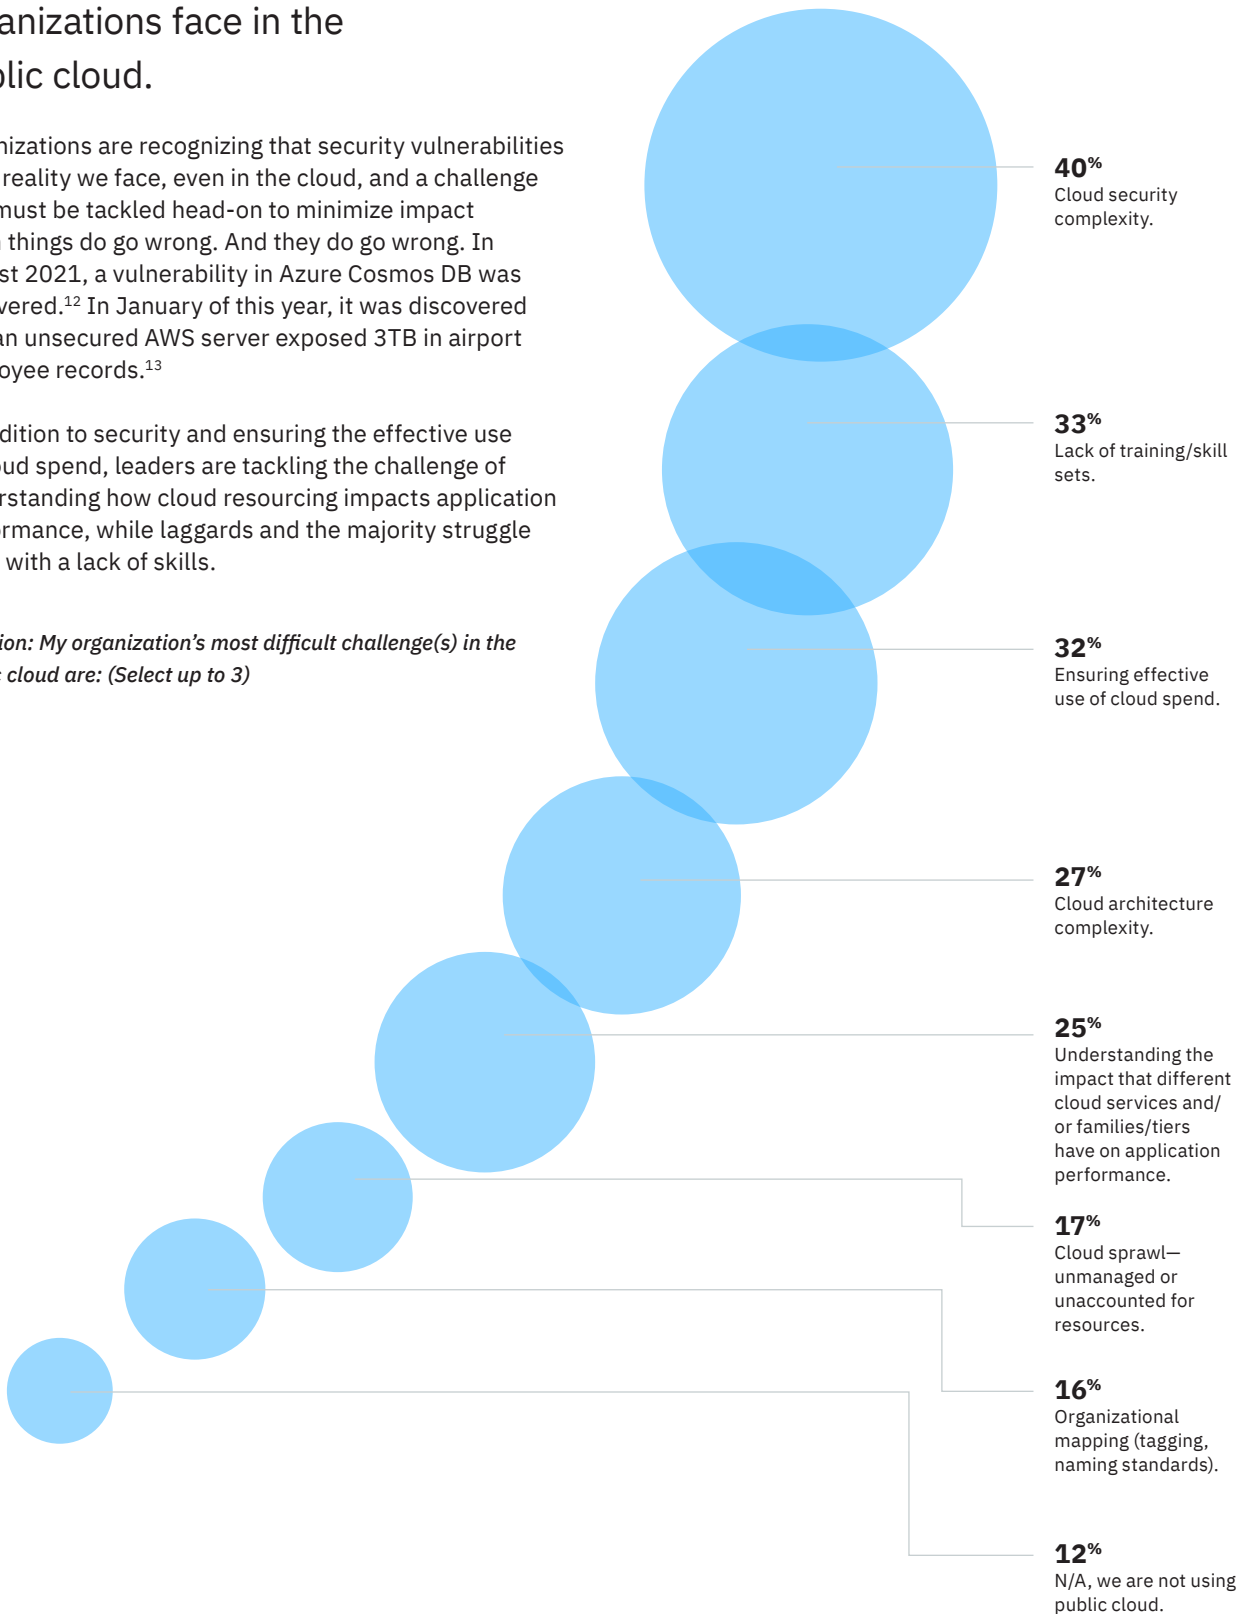 anizations face in the
lic cloud.
nizations are recognizing that security vulnerabilities
reality we face, even in the cloud, and a challenge
must be tackled head-on to minimize impact
things do go wrong. And they do go wrong. In
st 2021, a vulnerability in Azure Cosmos DB was
vered.¹² In January of this year, it was discovered
an unsecured AWS server exposed 3TB in airport
oyee records.¹³
dition to security and ensuring the effective use
oud spend, leaders are tackling the challenge of
rstanding how cloud resourcing impacts application
rmance, while laggards and the majority struggle
with a lack of skills.
ion: My organization’s most difficult challenge(s) in the
c cloud are: (Select up to 3)
40%
Cloud security
complexity.
33%
Lack of training/skill
sets.
32%
Ensuring effective
use of cloud spend.
27%
Cloud architecture
complexity.
25%
Understanding the
impact that different
cloud services and/
or families/tiers
have on application
performance.
17%
Cloud sprawl—
unmanaged or
unaccounted for
resources.
16%
Organizational
mapping (tagging,
naming standards).
12%
N/A, we are not using
public cloud.